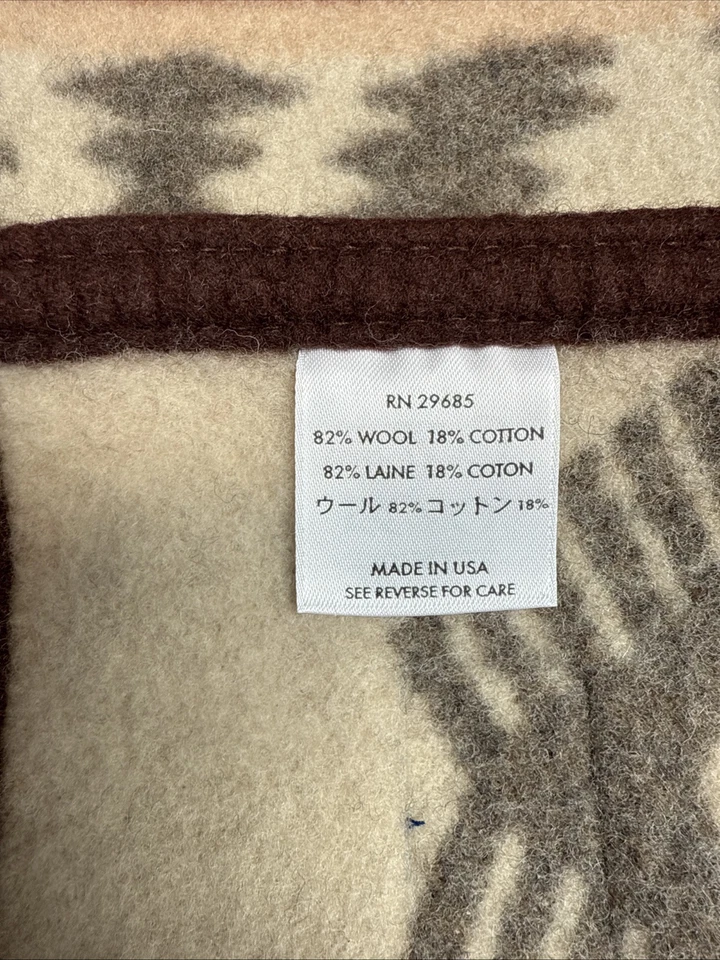 RN 29685
82% WOOL 18% COTTON
82% LAINE 18% COTON
ウール 82% コットン 18%
MADE IN USA
SEE REVERSE FOR CARE